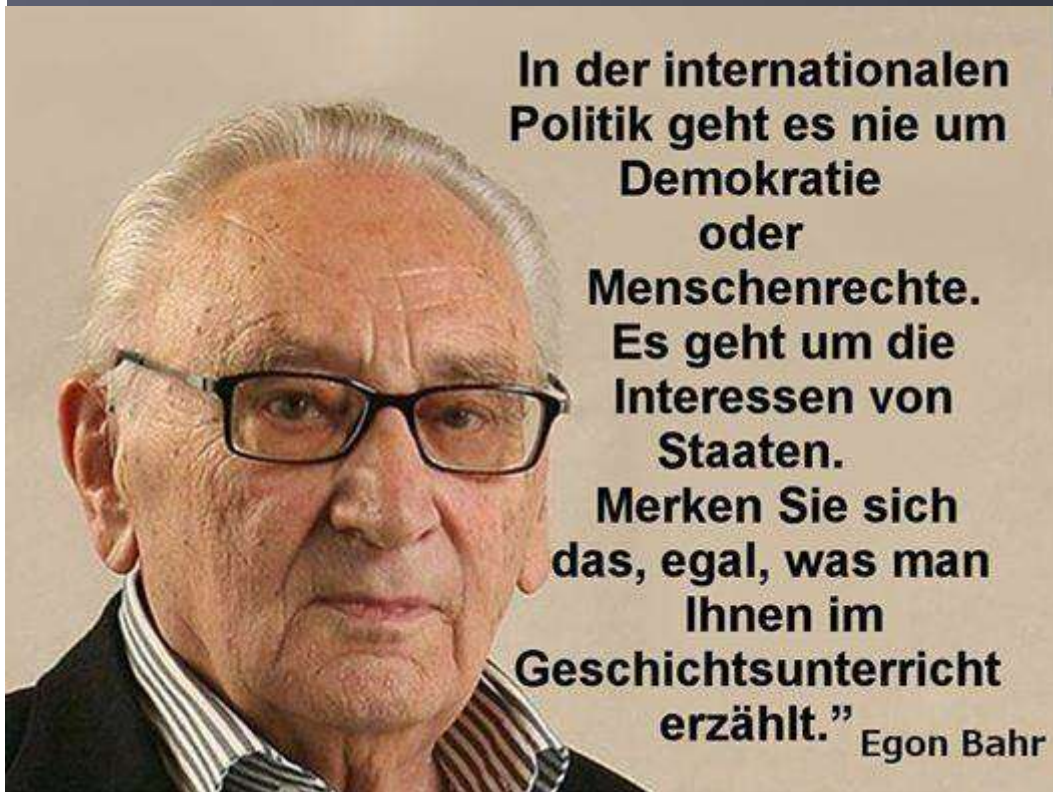 In der internationalen
Politik geht es nie um
Demokratie
oder
Menschenrechte.
Es geht um die
Interessen von
Staaten.
Merken Sie sich
das, egal, was man
Ihnen im
Geschichtsunterricht
erzählt.”
Egon Bahr